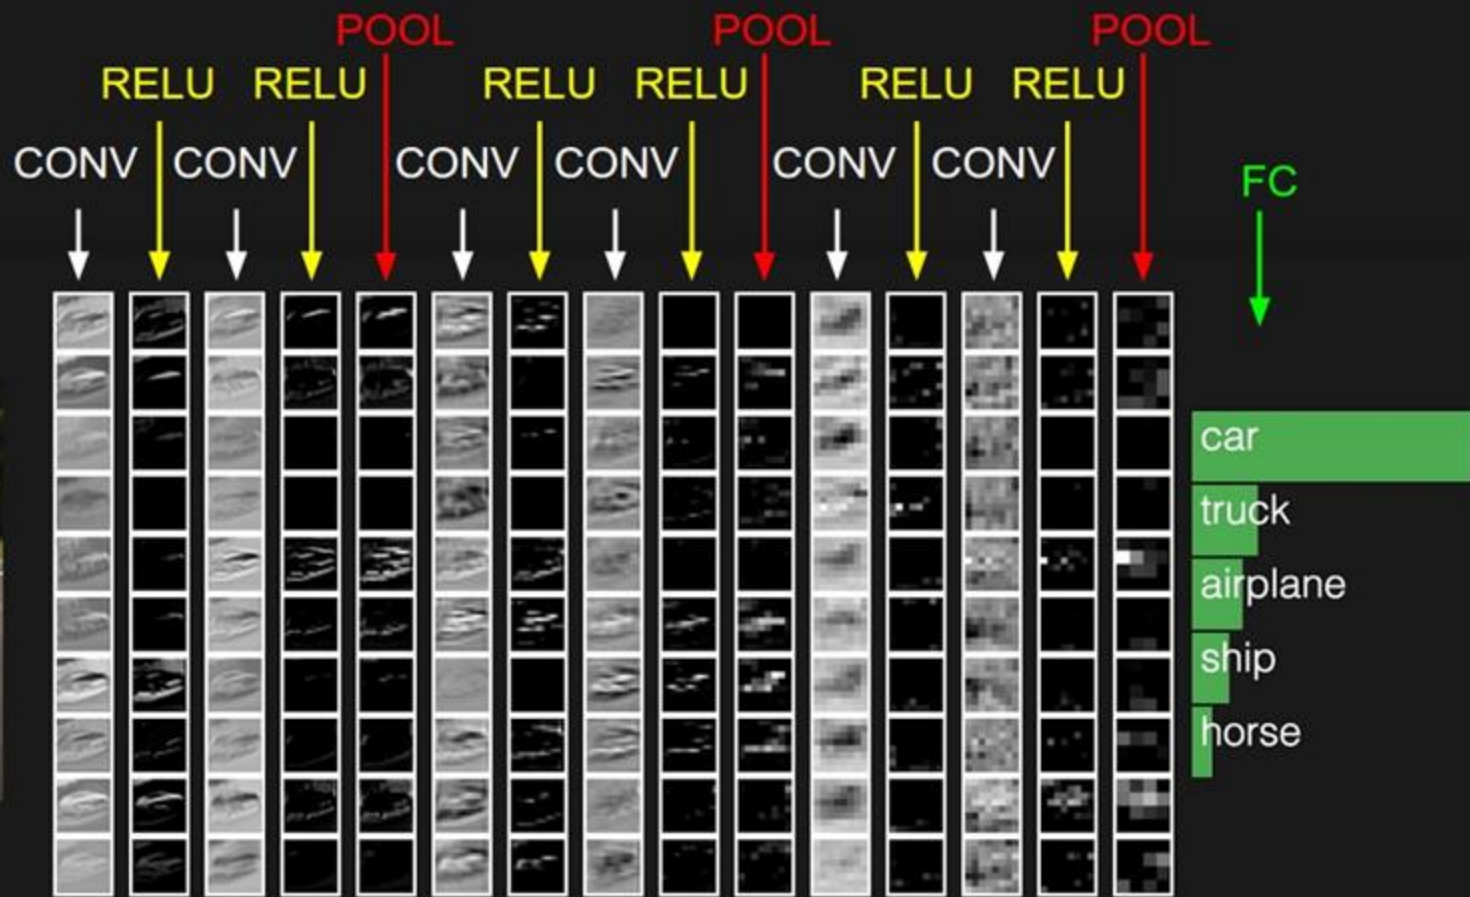 POOL POOL POOL
RELU RELU RELU RELU RELU RELU
CONV CONV CONV CONV CONV CONV
FC
car
truck
airplane
ship
horse